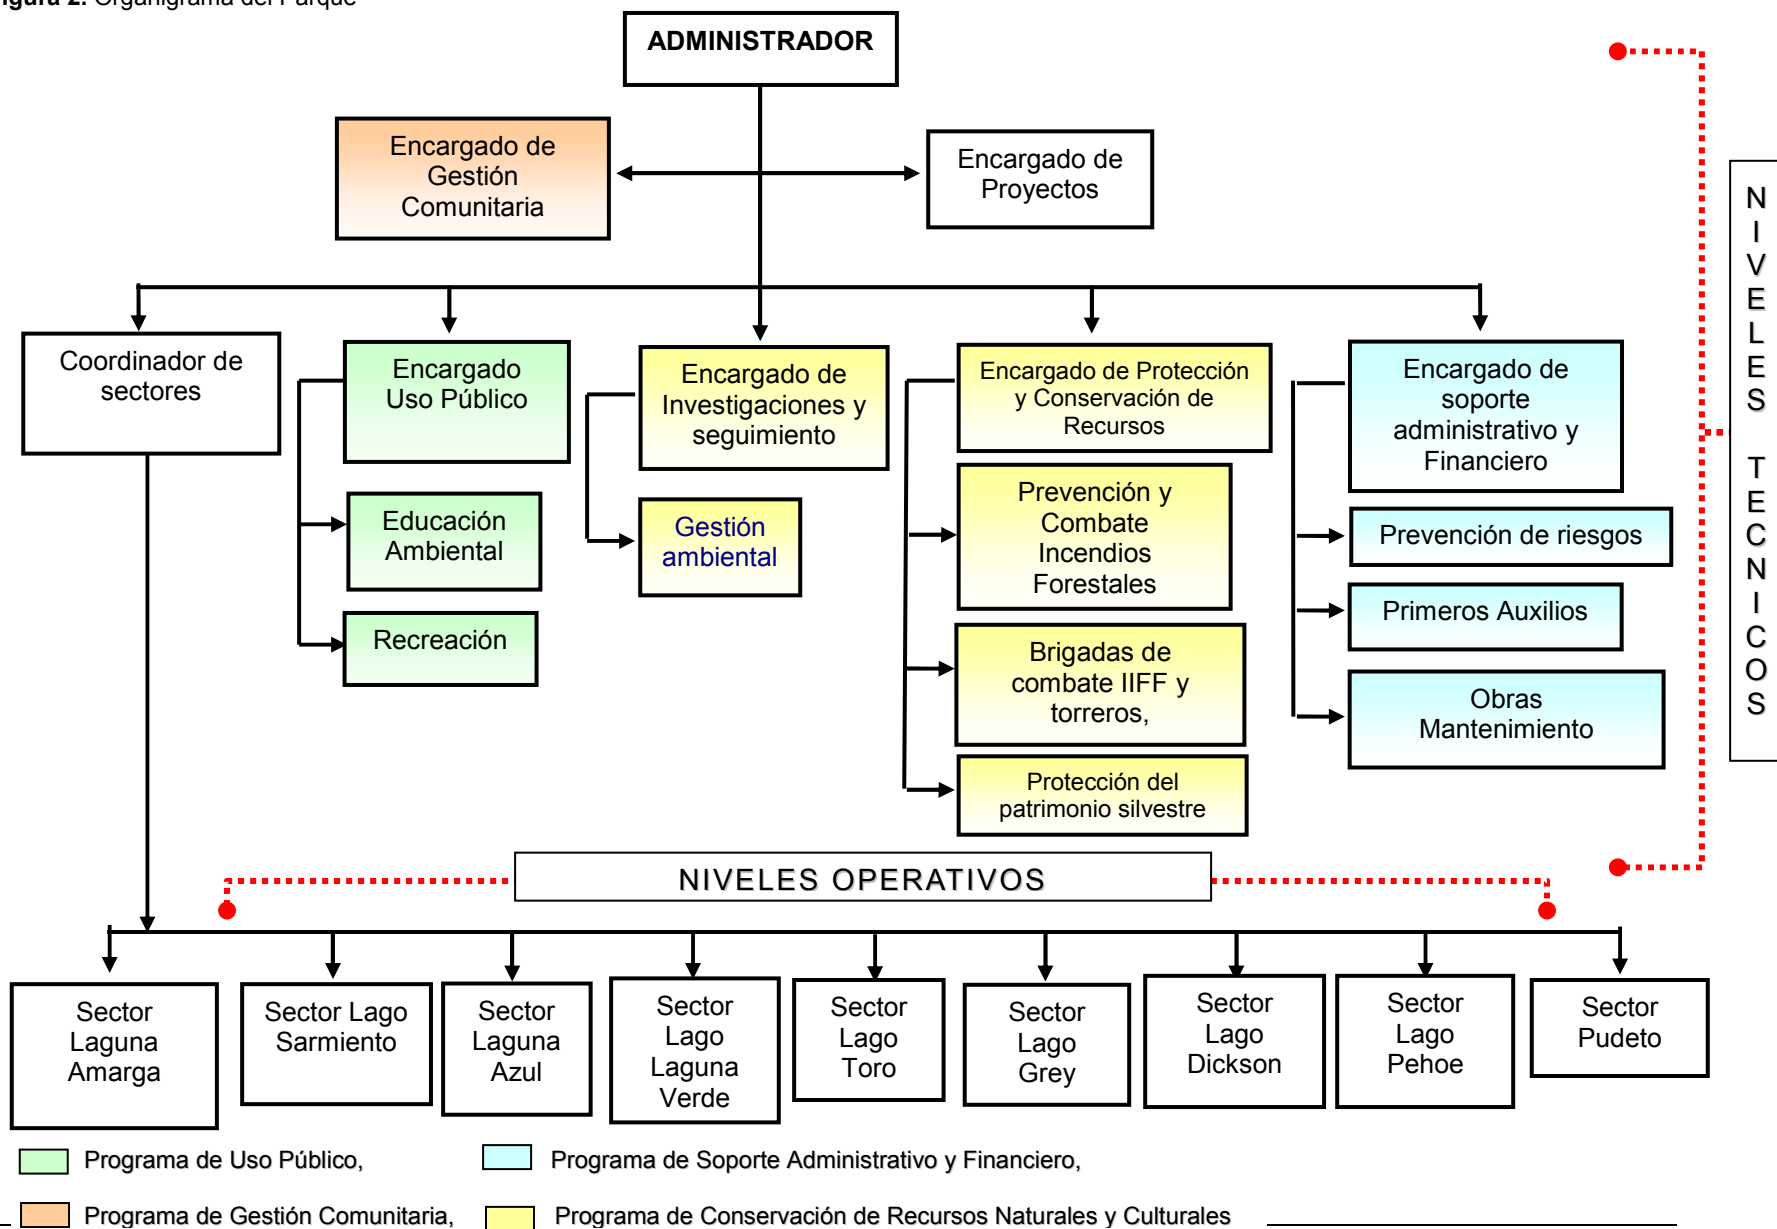 Figura 2. Organigrama del Parque
ADMINISTRADOR
Encargado de
Gestión
Comunitaria
Encargado de
Proyectos
Coordinador de
sectores
Encargado
Uso Público
Encargado de
Investigaciones y
seguimiento
Encargado de Protección
y Conservación de
Recursos
Encargado de
soporte
administrativo y
Financiero
Educación
Ambiental
Recreación
Gestión
ambiental
Prevención y
Combate
Incendios
Forestales
Brigadas de
combate IIFF y
torreros,
Protección del
patrimonio silvestre
Prevención de riesgos
Primeros Auxilios
Obras
Mantenimiento
NIVELES TECNICOS
NIVELES OPERATIVOS
Sector
Laguna
Amarga
Sector Lago
Sarmiento
Sector
Laguna
Azul
Sector
Lago
Laguna
Verde
Sector
Lago
Toro
Sector
Lago
Grey
Sector
Lago
Dickson
Sector
Lago
Pehoe
Sector
Pudeto
Programa de Uso Público,
Programa de Soporte Administrativo y Financiero,
Programa de Gestión Comunitaria,
Programa de Conservación de Recursos Naturales y Culturales